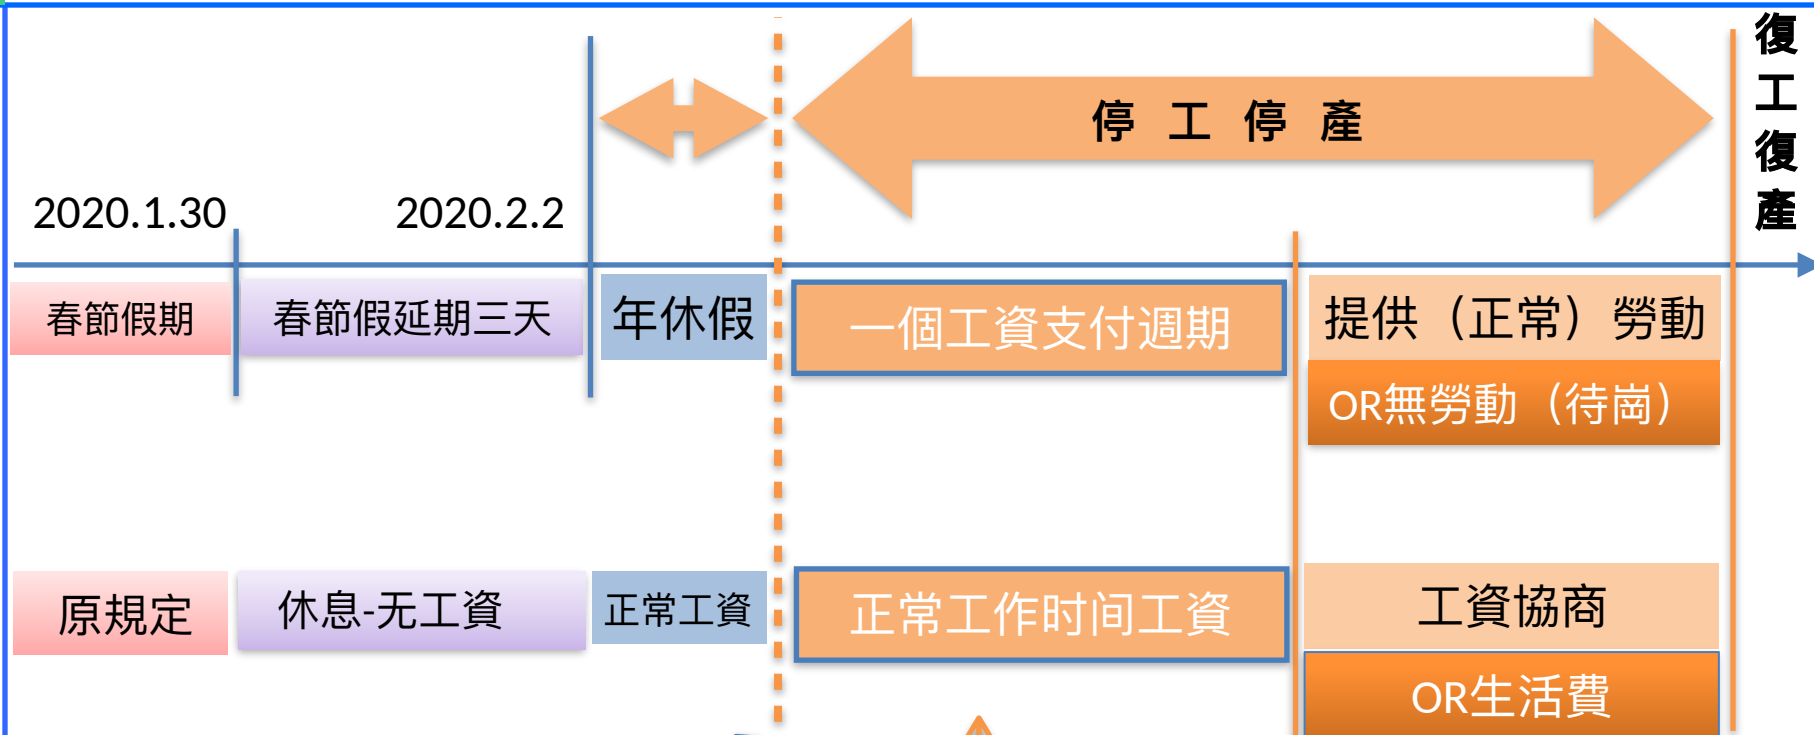 停 工 停 產
復
工
復
產
2020.1.30
2020.2.2
春節假期
春節假延期三天
年休假
一個工資支付週期
提供（正常）勞動
OR無勞動（待崗）
原規定
休息-无工資
正常工資
正常工作时间工資
工資協商
OR生活費